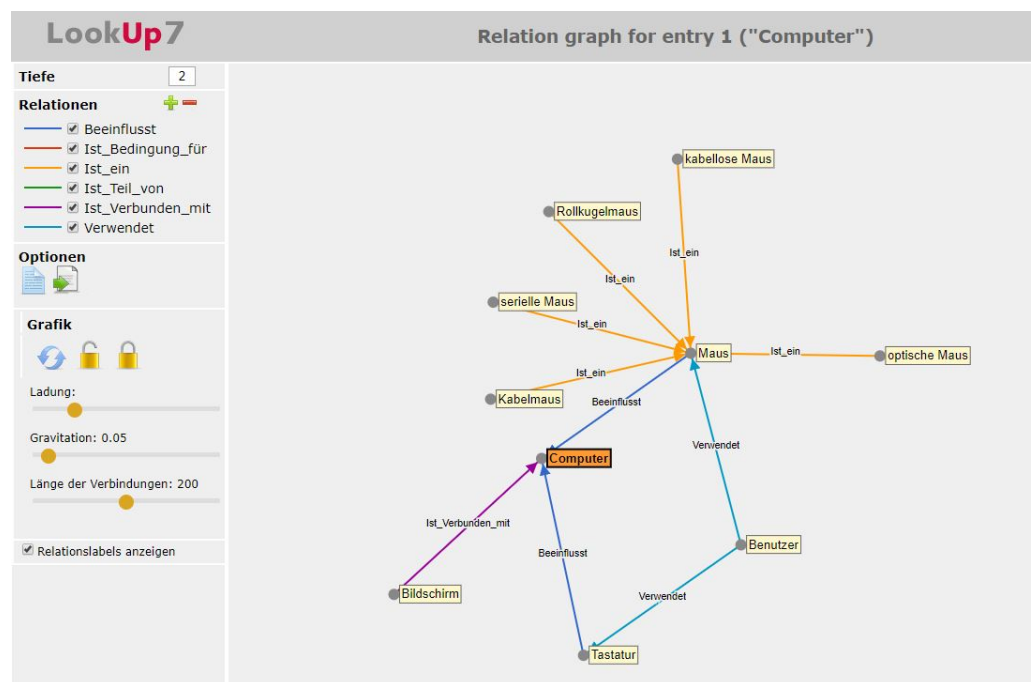 LookUp7
Relation graph for entry 1 ("Computer")
Tiefe 2
Relationen
Beeinflusst
Ist_Bedingung_für
Ist_ein
Ist_Teil_von
Ist_Verbunden_mit
Verwendet
Optionen
Grafik
Ladung:
Gravitation: 0.05
Länge der Verbindungen: 200
Relationslabels anzeigen
kabellose Maus
Rollkugelmaus
Ist_ein
Ist_ein
serielle Maus
Ist_ein
Maus
Ist_ein
optische Maus
Ist_ein
Kabelmaus
Beeinflusst
Verwendet
Computer
Ist_Verbunden_mit
Beeinflusst
Benutzer
Bildschirm
Verwendet
Tastatur